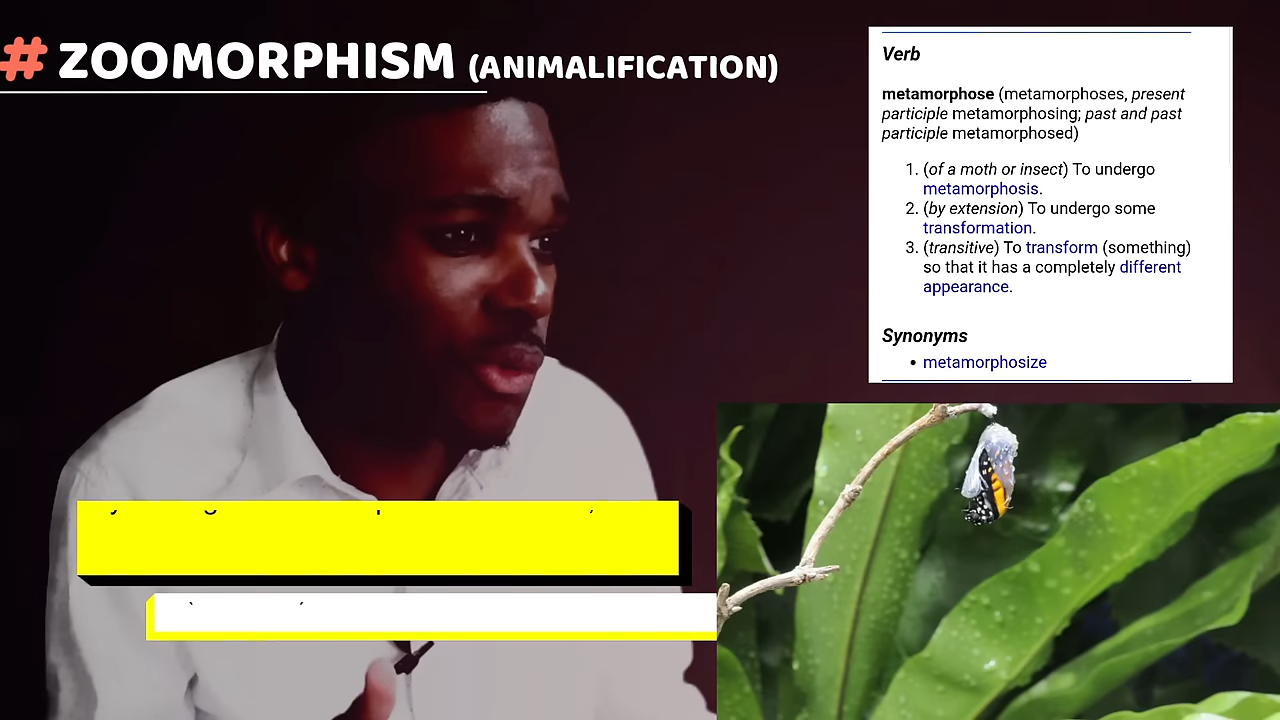 # ZOOMORPHISM (ANIMALIFICATION)
Verb
metamorphose (metamorphoses, present
participle metamorphosing; past and past
participle metamorphosed)
1. (of a moth or insect) To undergo
metamorphosis.
2. (by extension) To undergo some
transformation.
3. (transitive) To transform (something)
so that it has a completely different
appearance.
Synonyms
• metamorphosize